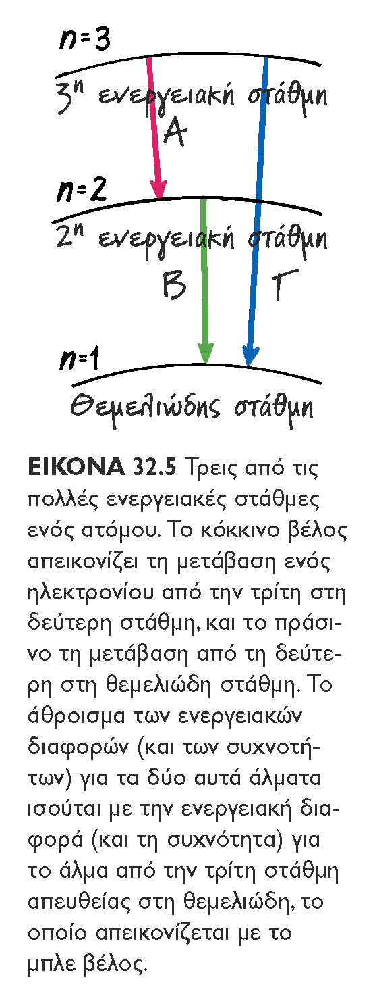 n=3
3η ενεργειακή στάθμη
Α
n=2
2η ενεργειακή στάθμη
Β Γ
n=1
Θεμελιώδης στάθμη
ΕΙΚΟΝΑ 32.5 Τρεις από τις
πολλές ενεργειακές στάθμες
ενός ατόμου. Το κόκκινο βέλος
απεικονίζει τη μετάβαση ενός
ηλεκτρονίου από την τρίτη στη
δεύτερη στάθμη, και το πράσι-
νο τη μετάβαση από τη δεύτε-
ρη στη θεμελιώδη στάθμη. Το
άθροισμα των ενεργειακών
διαφορών (και των συχνοτή-
των) για τα δύο αυτά άλματα
ισούται με την ενεργειακή δια-
φορά (και τη συχνότητα) για
το άλμα από την τρίτη στάθμη
απευθείας στη θεμελιώδη, το
οποίο απεικονίζεται με το
μπλε βέλος.